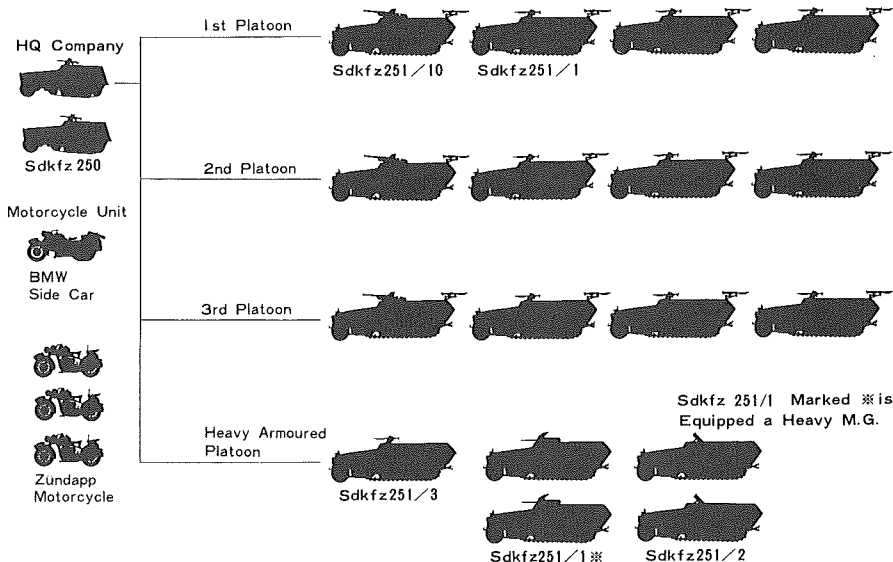 1st Platoon
HQ Company
Sdkfz251/10
Sdkfz251/1
Sdkfz 250
2nd Platoon
Motorcycle Unit
BMW
Side Car
3rd Platoon
Sdkfz 251/1 Marked ※ is
Equipped a Heavy M.G.
Heavy Armoured
Platoon
Zündapp
Motorcycle
Sdkfz251/3
Sdkfz251/1※
Sdkfz251/2